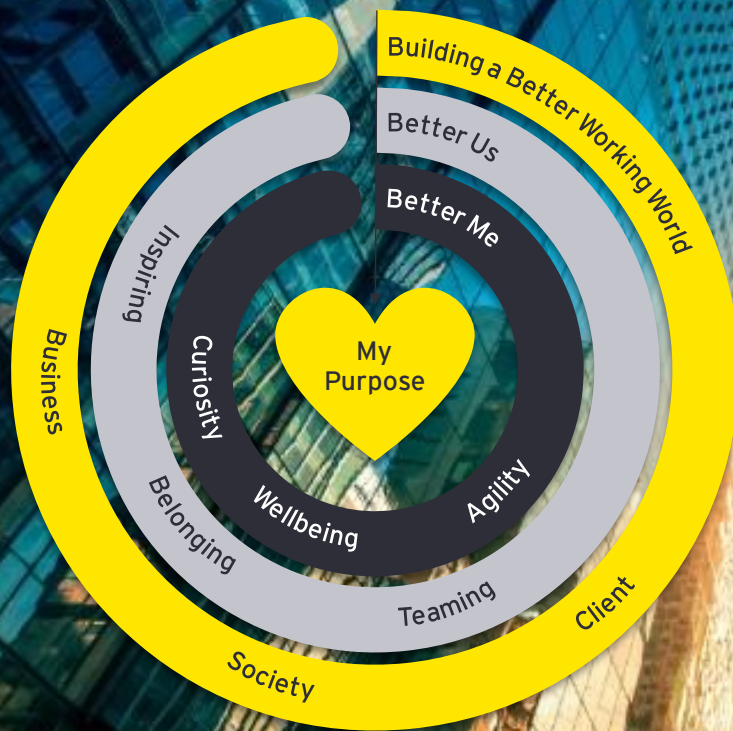 Building a Better Working World
Better Us
Better Me
My
Purpose
Inspiring
Curiosity
Business
Belonging
Wellbeing
Agility
Teaming
Client
Society